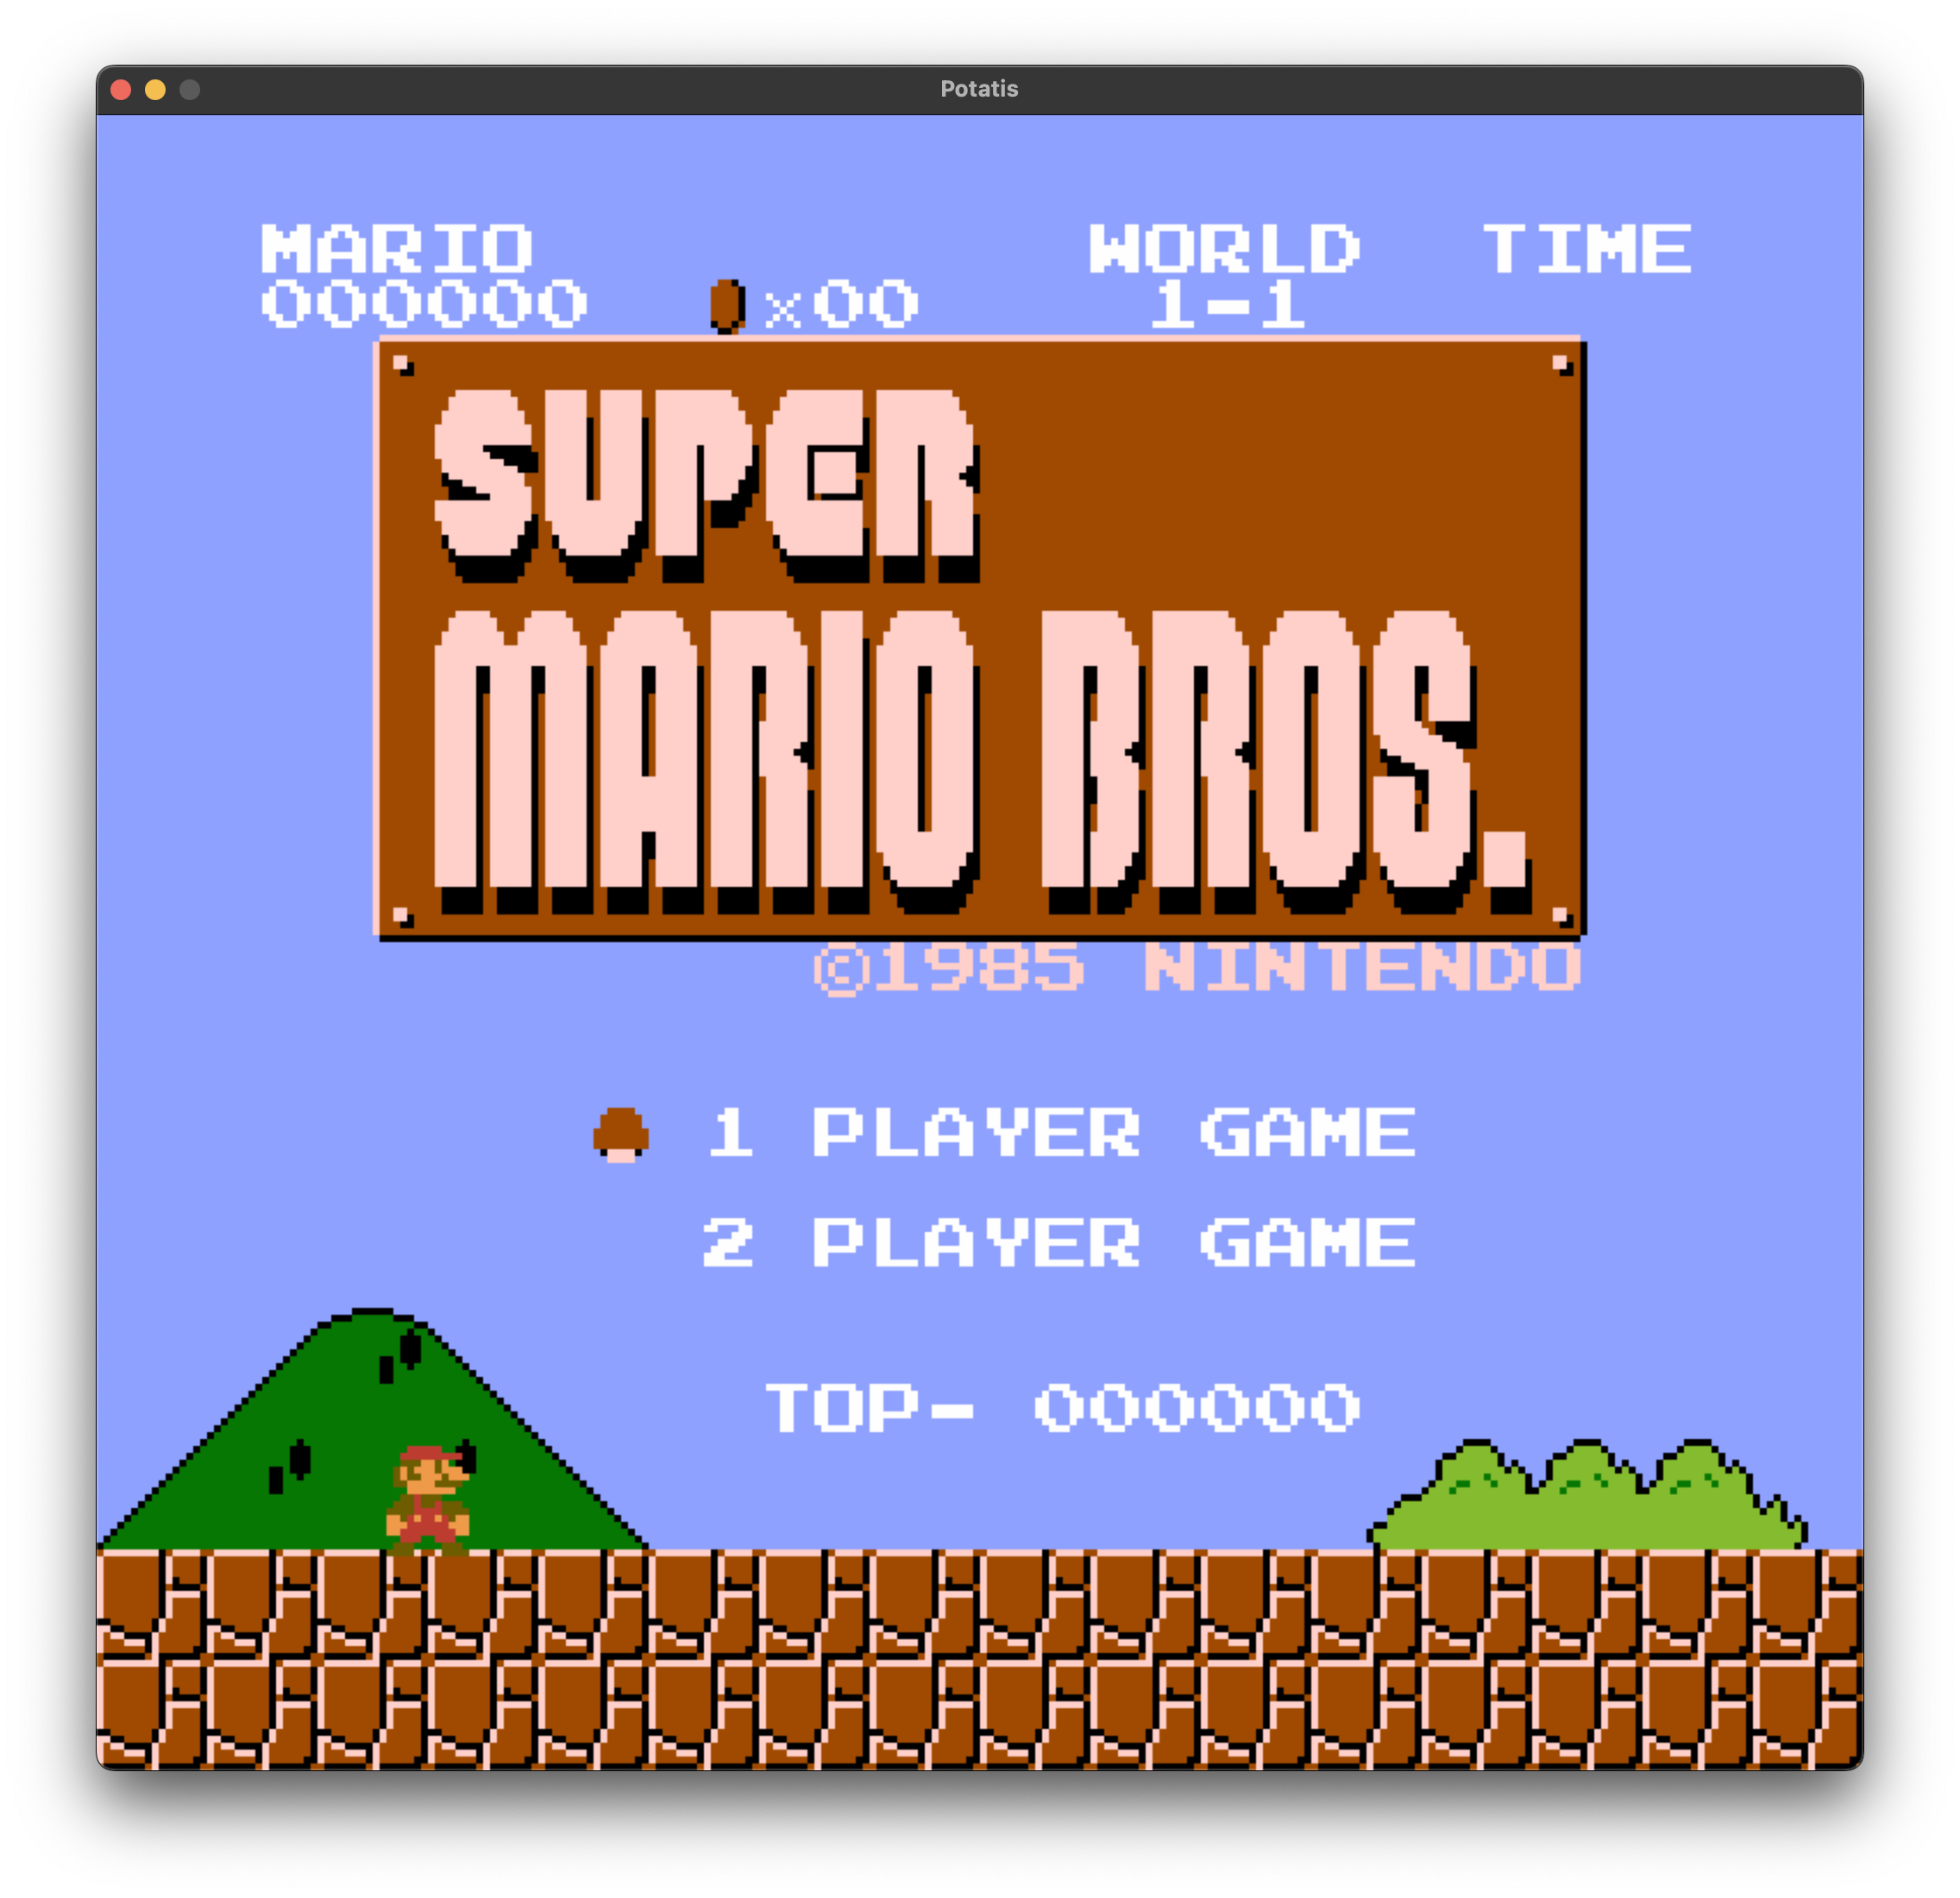 Potatis
MARIO WORLD TIME
000000 x00 1-1
SUPER
MARIO BROS.
©1985 NINTENDO
1 PLAYER GAME
2 PLAYER GAME
TOP- 000000